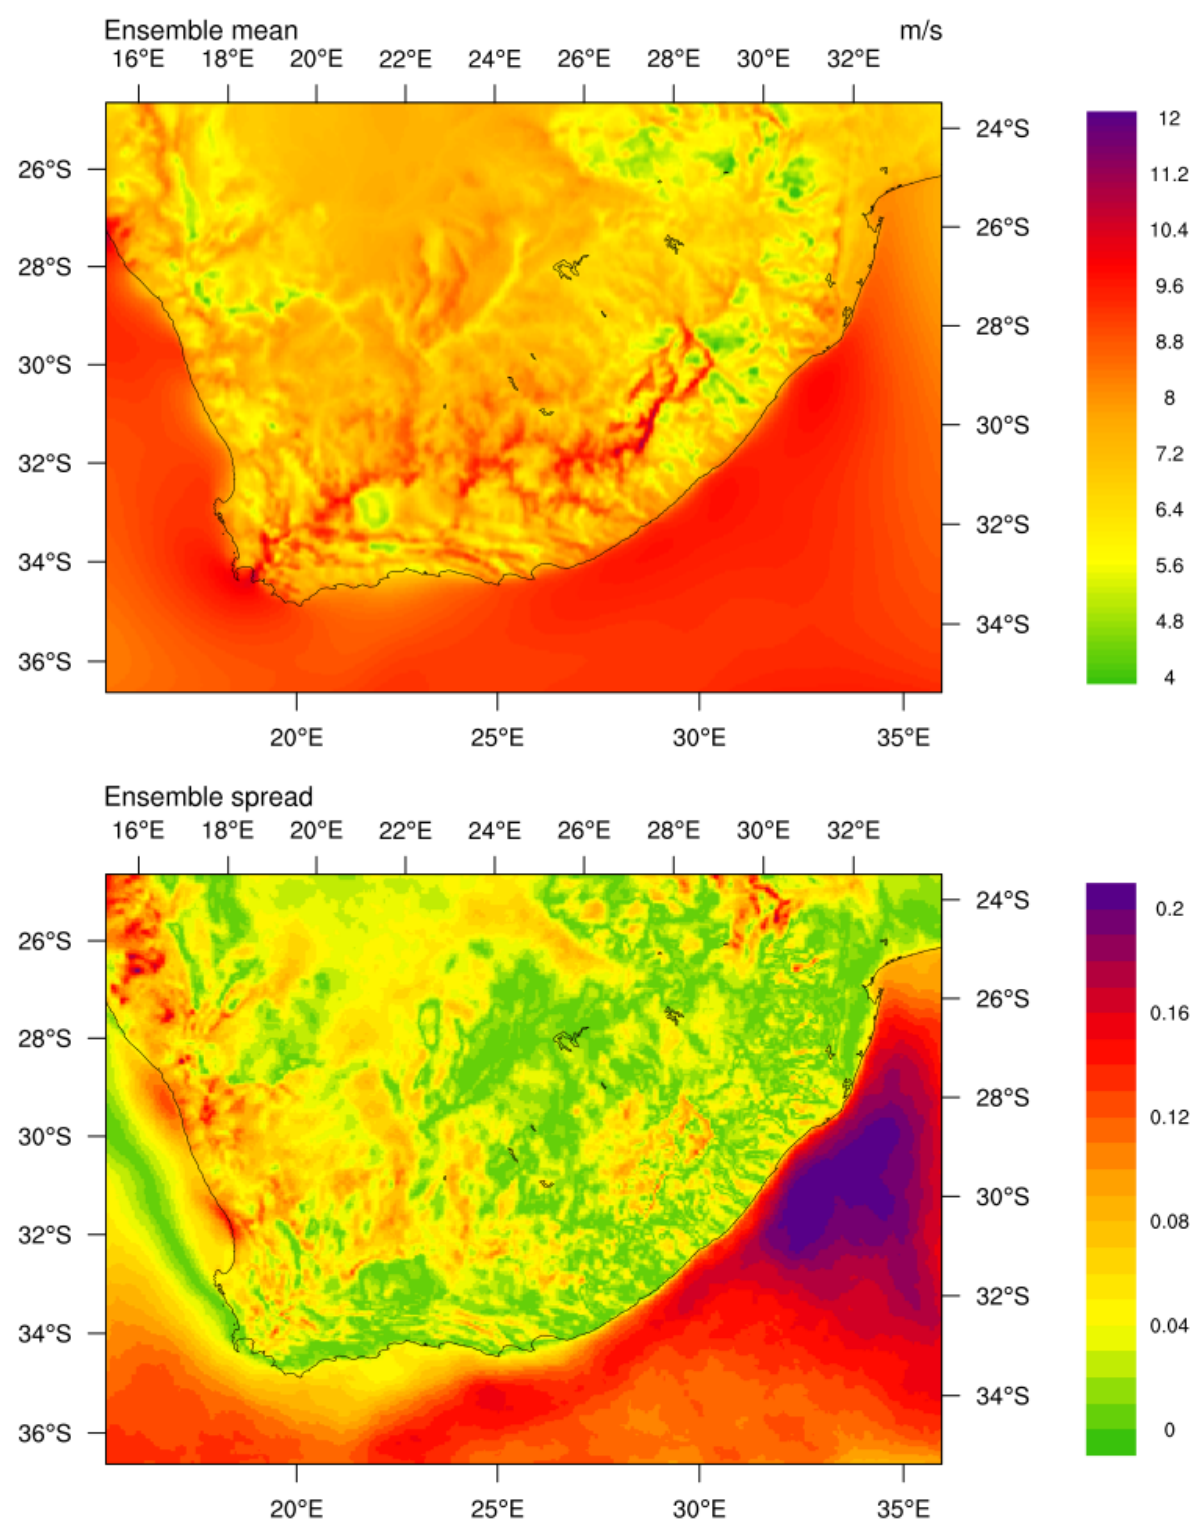 Ensemble mean m/s
16°E 18°E 20°E 22°E 24°E 26°E 28°E 30°E 32°E
24°S
26°S
26°S
28°S
28°S
30°S
30°S
32°S
32°S
34°S
34°S
36°S
20°E 25°E 30°E 35°E
12
11.2
10.4
9.6
8.8
8
7.2
6.4
5.6
4.8
4
Ensemble spread
16°E 18°E 20°E 22°E 24°E 26°E 28°E 30°E 32°E
24°S
26°S
26°S
28°S
28°S
30°S
30°S
32°S
32°S
34°S
34°S
36°S
20°E 25°E 30°E 35°E
0.2
0.16
0.12
0.08
0.04
0